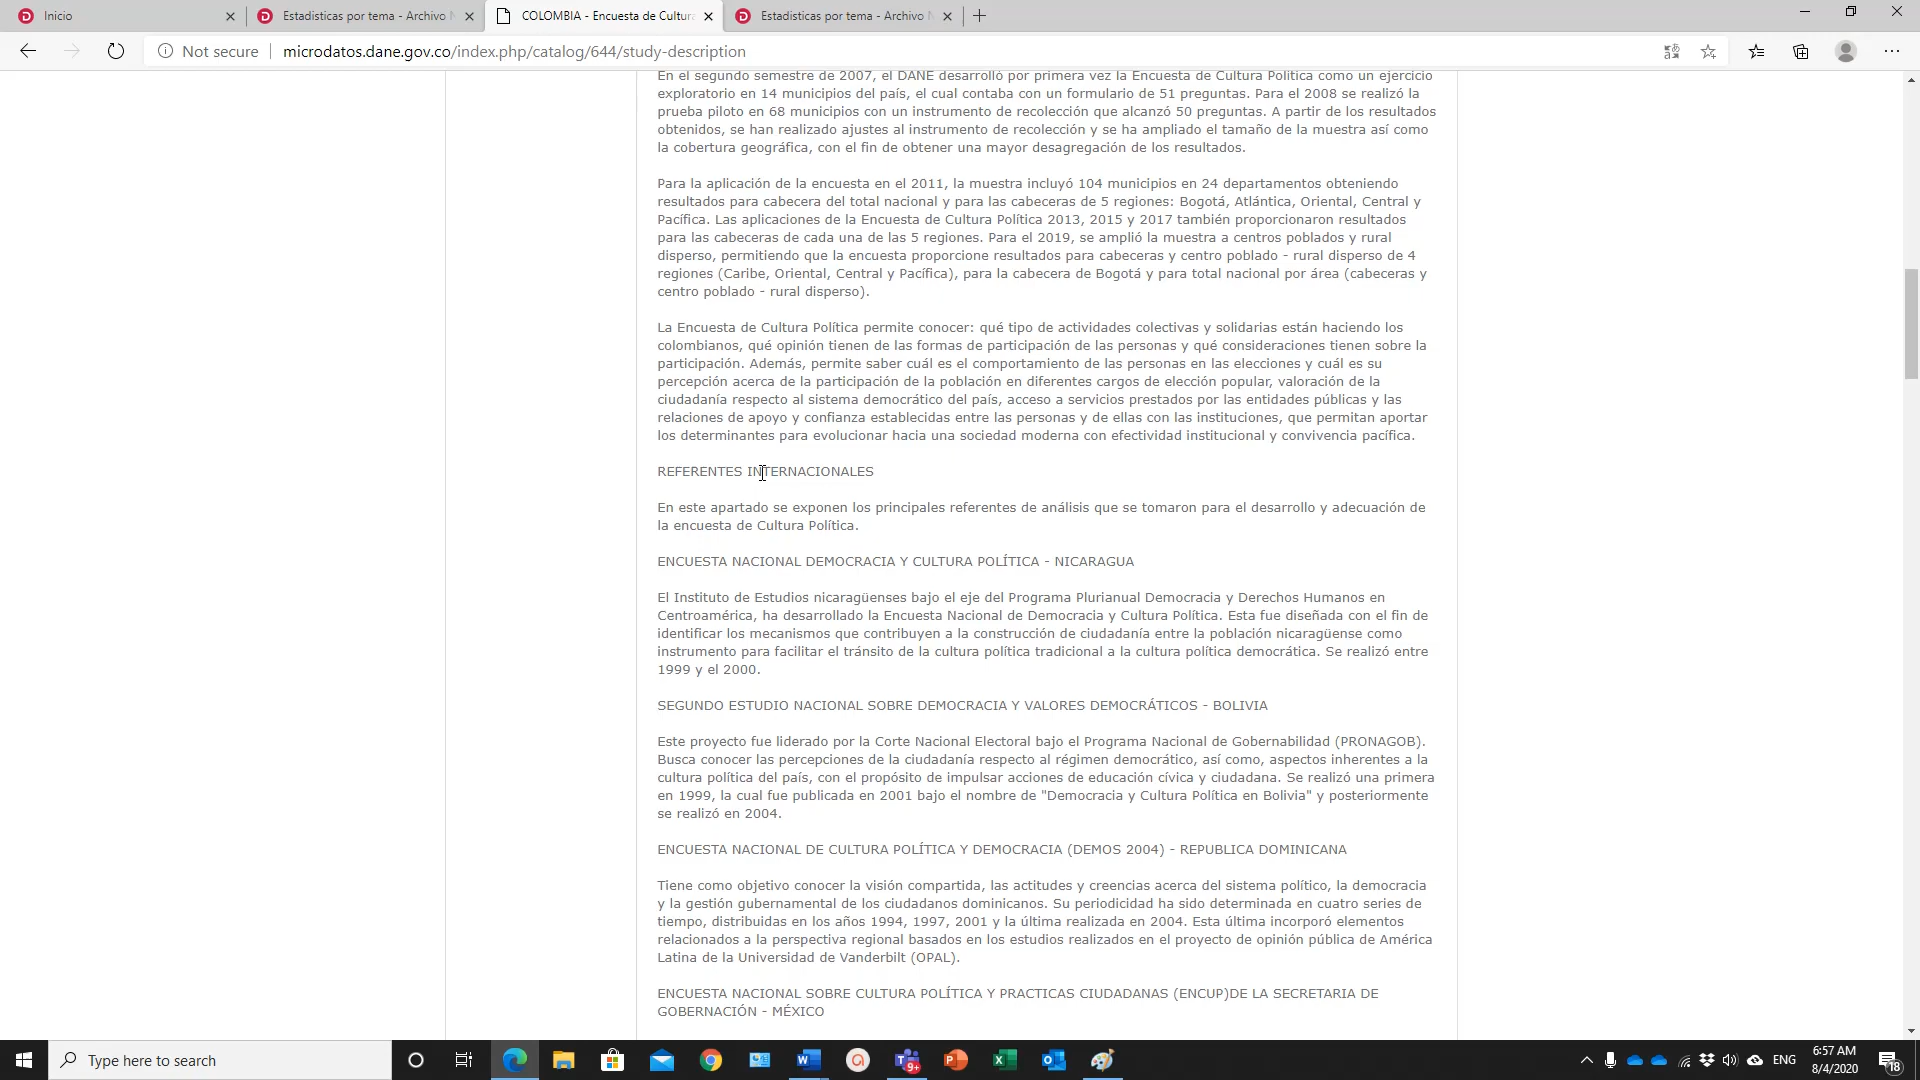 Inicio
Estadisticas por tema - Archivo N
COLOMBIA - Encuesta de Cultura
Estadisticas por tema - Archivo N
Not secure
microdatos.dane.gov.co/index.php/catalog/644/study-description
En el segundo semestre de 2007, el DANE desarrolló por primera vez la Encuesta de Cultura Política como un ejercicio
exploratorio en 14 municipios del país, el cual contaba con un formulario de 51 preguntas. Para el 2008 se realizó la
prueba piloto en 68 municipios con un instrumento de recolección que alcanzó 50 preguntas. A partir de los resultados
obtenidos, se han realizado ajustes al instrumento de recolección y se ha ampliado el tamaño de la muestra así como
la cobertura geográfica, con el fin de obtener una mayor desagregación de los resultados.
Para la aplicación de la encuesta en el 2011, la muestra incluyó 104 municipios en 24 departamentos obteniendo
resultados para cabecera del total nacional y para las cabeceras de 5 regiones: Bogotá, Atlántica, Oriental, Central y
Pacífica. Las aplicaciones de la Encuesta de Cultura Política 2013, 2015 y 2017 también proporcionaron resultados
para las cabeceras de cada una de las 5 regiones. Para el 2019, se amplió la muestra a centros poblados y rural
disperso, permitiendo que la encuesta proporcione resultados para cabeceras y centro poblado - rural disperso de 4
regiones (Caribe, Oriental, Central y Pacífica), para la cabecera de Bogotá y para total nacional por área (cabeceras y
centro poblado - rural disperso).
La Encuesta de Cultura Política permite conocer: qué tipo de actividades colectivas y solidarias están haciendo los
colombianos, qué opinión tienen de las formas de participación de las personas y qué consideraciones tienen sobre la
participación. Además, permite saber cuál es el comportamiento de las personas en las elecciones y cuál es su
percepción acerca de la participación de la población en diferentes cargos de elección popular, valoración de la
ciudadanía respecto al sistema democrático del país, acceso a servicios prestados por las entidades públicas y las
relaciones de apoyo y confianza establecidas entre las personas y de ellas con las instituciones, que permitan aportar
los determinantes para evolucionar hacia una sociedad moderna con efectividad institucional y convivencia pacífica.
REFERENTES INTERNACIONALES
En este apartado se exponen los principales referentes de análisis que se tomaron para el desarrollo y adecuación de
la encuesta de Cultura Política.
ENCUESTA NACIONAL DEMOCRACIA Y CULTURA POLÍTICA - NICARAGUA
El Instituto de Estudios nicaragüenses bajo el eje del Programa Plurianual Democracia y Derechos Humanos en
Centroamérica, ha desarrollado la Encuesta Nacional de Democracia y Cultura Política. Esta fue diseñada con el fin de
identificar los mecanismos que contribuyen a la construcción de ciudadanía entre la población nicaragüense como
instrumento para facilitar el tránsito de la cultura política tradicional a la cultura política democrática. Se realizó entre
1999 y el 2000.
SEGUNDO ESTUDIO NACIONAL SOBRE DEMOCRACIA Y VALORES DEMOCRÁTICOS - BOLIVIA
Este proyecto fue liderado por la Corte Nacional Electoral bajo el Programa Nacional de Gobernabilidad (PRONAGOB).
Busca conocer las percepciones de la ciudadanía respecto al régimen democrático, así como, aspectos inherentes a la
cultura política del país, con el propósito de impulsar acciones de educación cívica y ciudadana. Se realizó una primera
en 1999, la cual fue publicada en 2001 bajo el nombre de "Democracia y Cultura Política en Bolivia" y posteriormente
se realizó en 2004.
ENCUESTA NACIONAL DE CULTURA POLÍTICA Y DEMOCRACIA (DEMOS 2004) - REPUBLICA DOMINICANA
Tiene como objetivo conocer la visión compartida, las actitudes y creencias acerca del sistema político, la democracia
y la gestión gubernamental de los ciudadanos dominicanos. Su periodicidad ha sido determinada en cuatro series de
tiempo, distribuidas en los años 1994, 1997, 2001 y la última realizada en 2004. Esta última incorporó elementos
relacionados a la perspectiva regional basados en los estudios realizados en el proyecto de opinión pública de América
Latina de la Universidad de Vanderbilt (OPAL).
ENCUESTA NACIONAL SOBRE CULTURA POLÍTICA Y PRACTICAS CIUDADANAS (ENCUP)DE LA SECRETARIA DE
GOBERNACIÓN - MÉXICO
Type here to search
9+
ENG
6:57 AM
8/4/2020
18